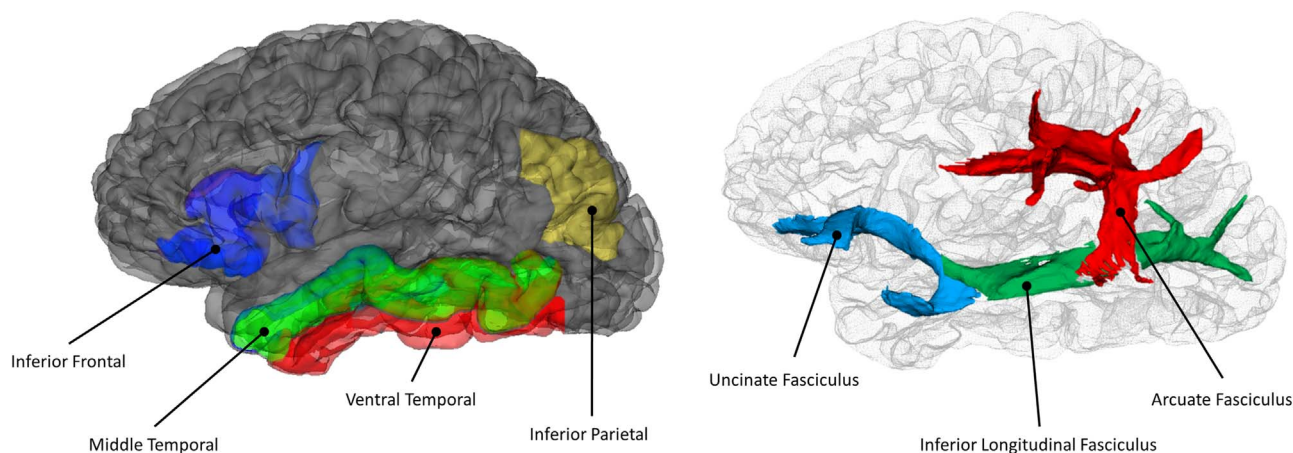 Inferior Frontal
Middle Temporal
Ventral Temporal
Inferior Parietal
Uncinate Fasciculus
Inferior Longitudinal Fasciculus
Arcuate Fasciculus